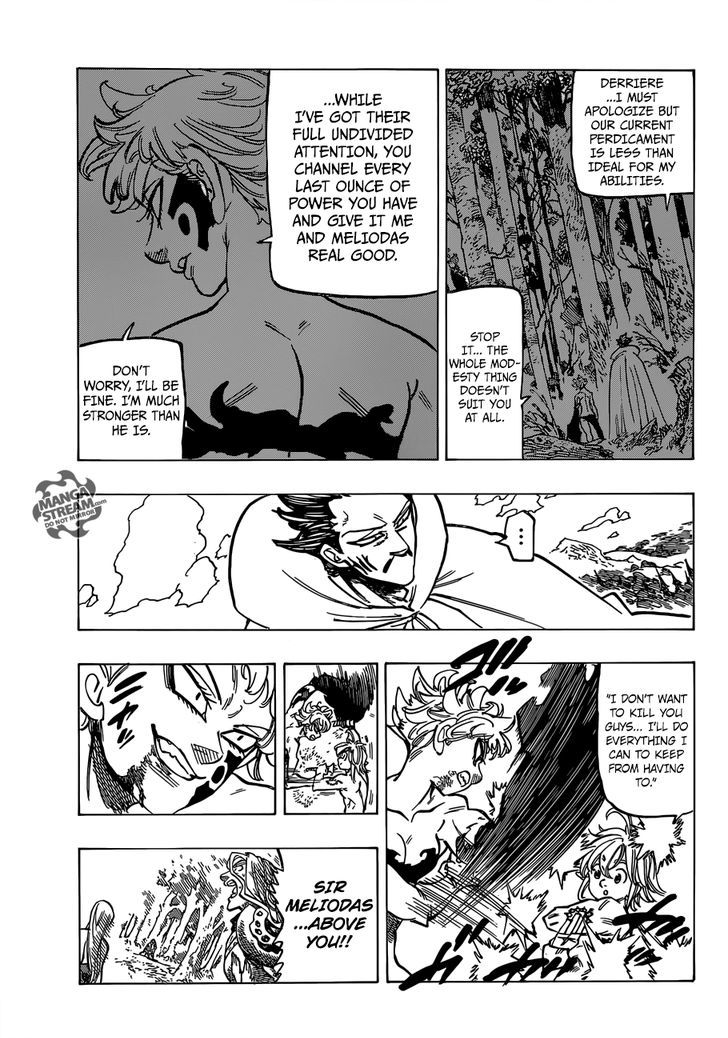 DERRIERE
...I MUST
APOLOGIZE BUT
OUR CURRENT
PERDICAMENT
IS LESS THAN
IDEAL FOR MY
ABILITIES.
STOP
IT... THE
WHOLE MOD-
ESTY THING
DOESN'T
SUIT YOU
AT ALL.
...WHILE
I'VE GOT THEIR
FULL UNDIVIDED
ATTENTION, YOU
CHANNEL EVERY
LAST OUNCE OF
POWER YOU HAVE
AND GIVE IT ME
AND MELIODAS
REAL GOOD.
DON'T
WORRY, I'LL BE
FINE. I'M MUCH
STRONGER THAN
HE IS.
MANGA
STREAM.com
DO NOT MIRROR!
...
"I DON'T WANT
TO KILL YOU
GUYS... I'LL DO
EVERYTHING I
CAN TO KEEP
FROM HAVING
TO."
SIR
MELIODAS
...ABOVE
YOU!!